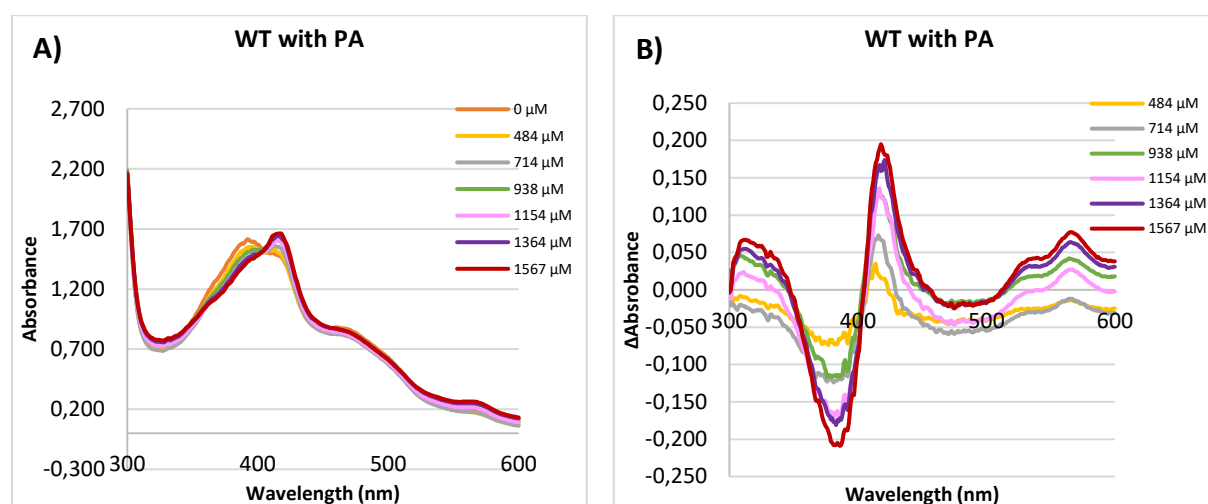 A)
WT with PA
Absorbance
2,700
2,200
1,700
1,200
0,700
0,200
-0,300
300
400
500
600
Wavelength (nm)
0 µM
484 µM
714 µM
938 µM
1154 µM
1364 µM
1567 µM
B)
WT with PA
ΔAbsrobance
0,250
0,200
0,150
0,100
0,050
0,000
-0,050
-0,100
-0,150
-0,200
-0,250
300
400
500
600
Wavelength (nm)
484 µM
714 µM
938 µM
1154 µM
1364 µM
1567 µM